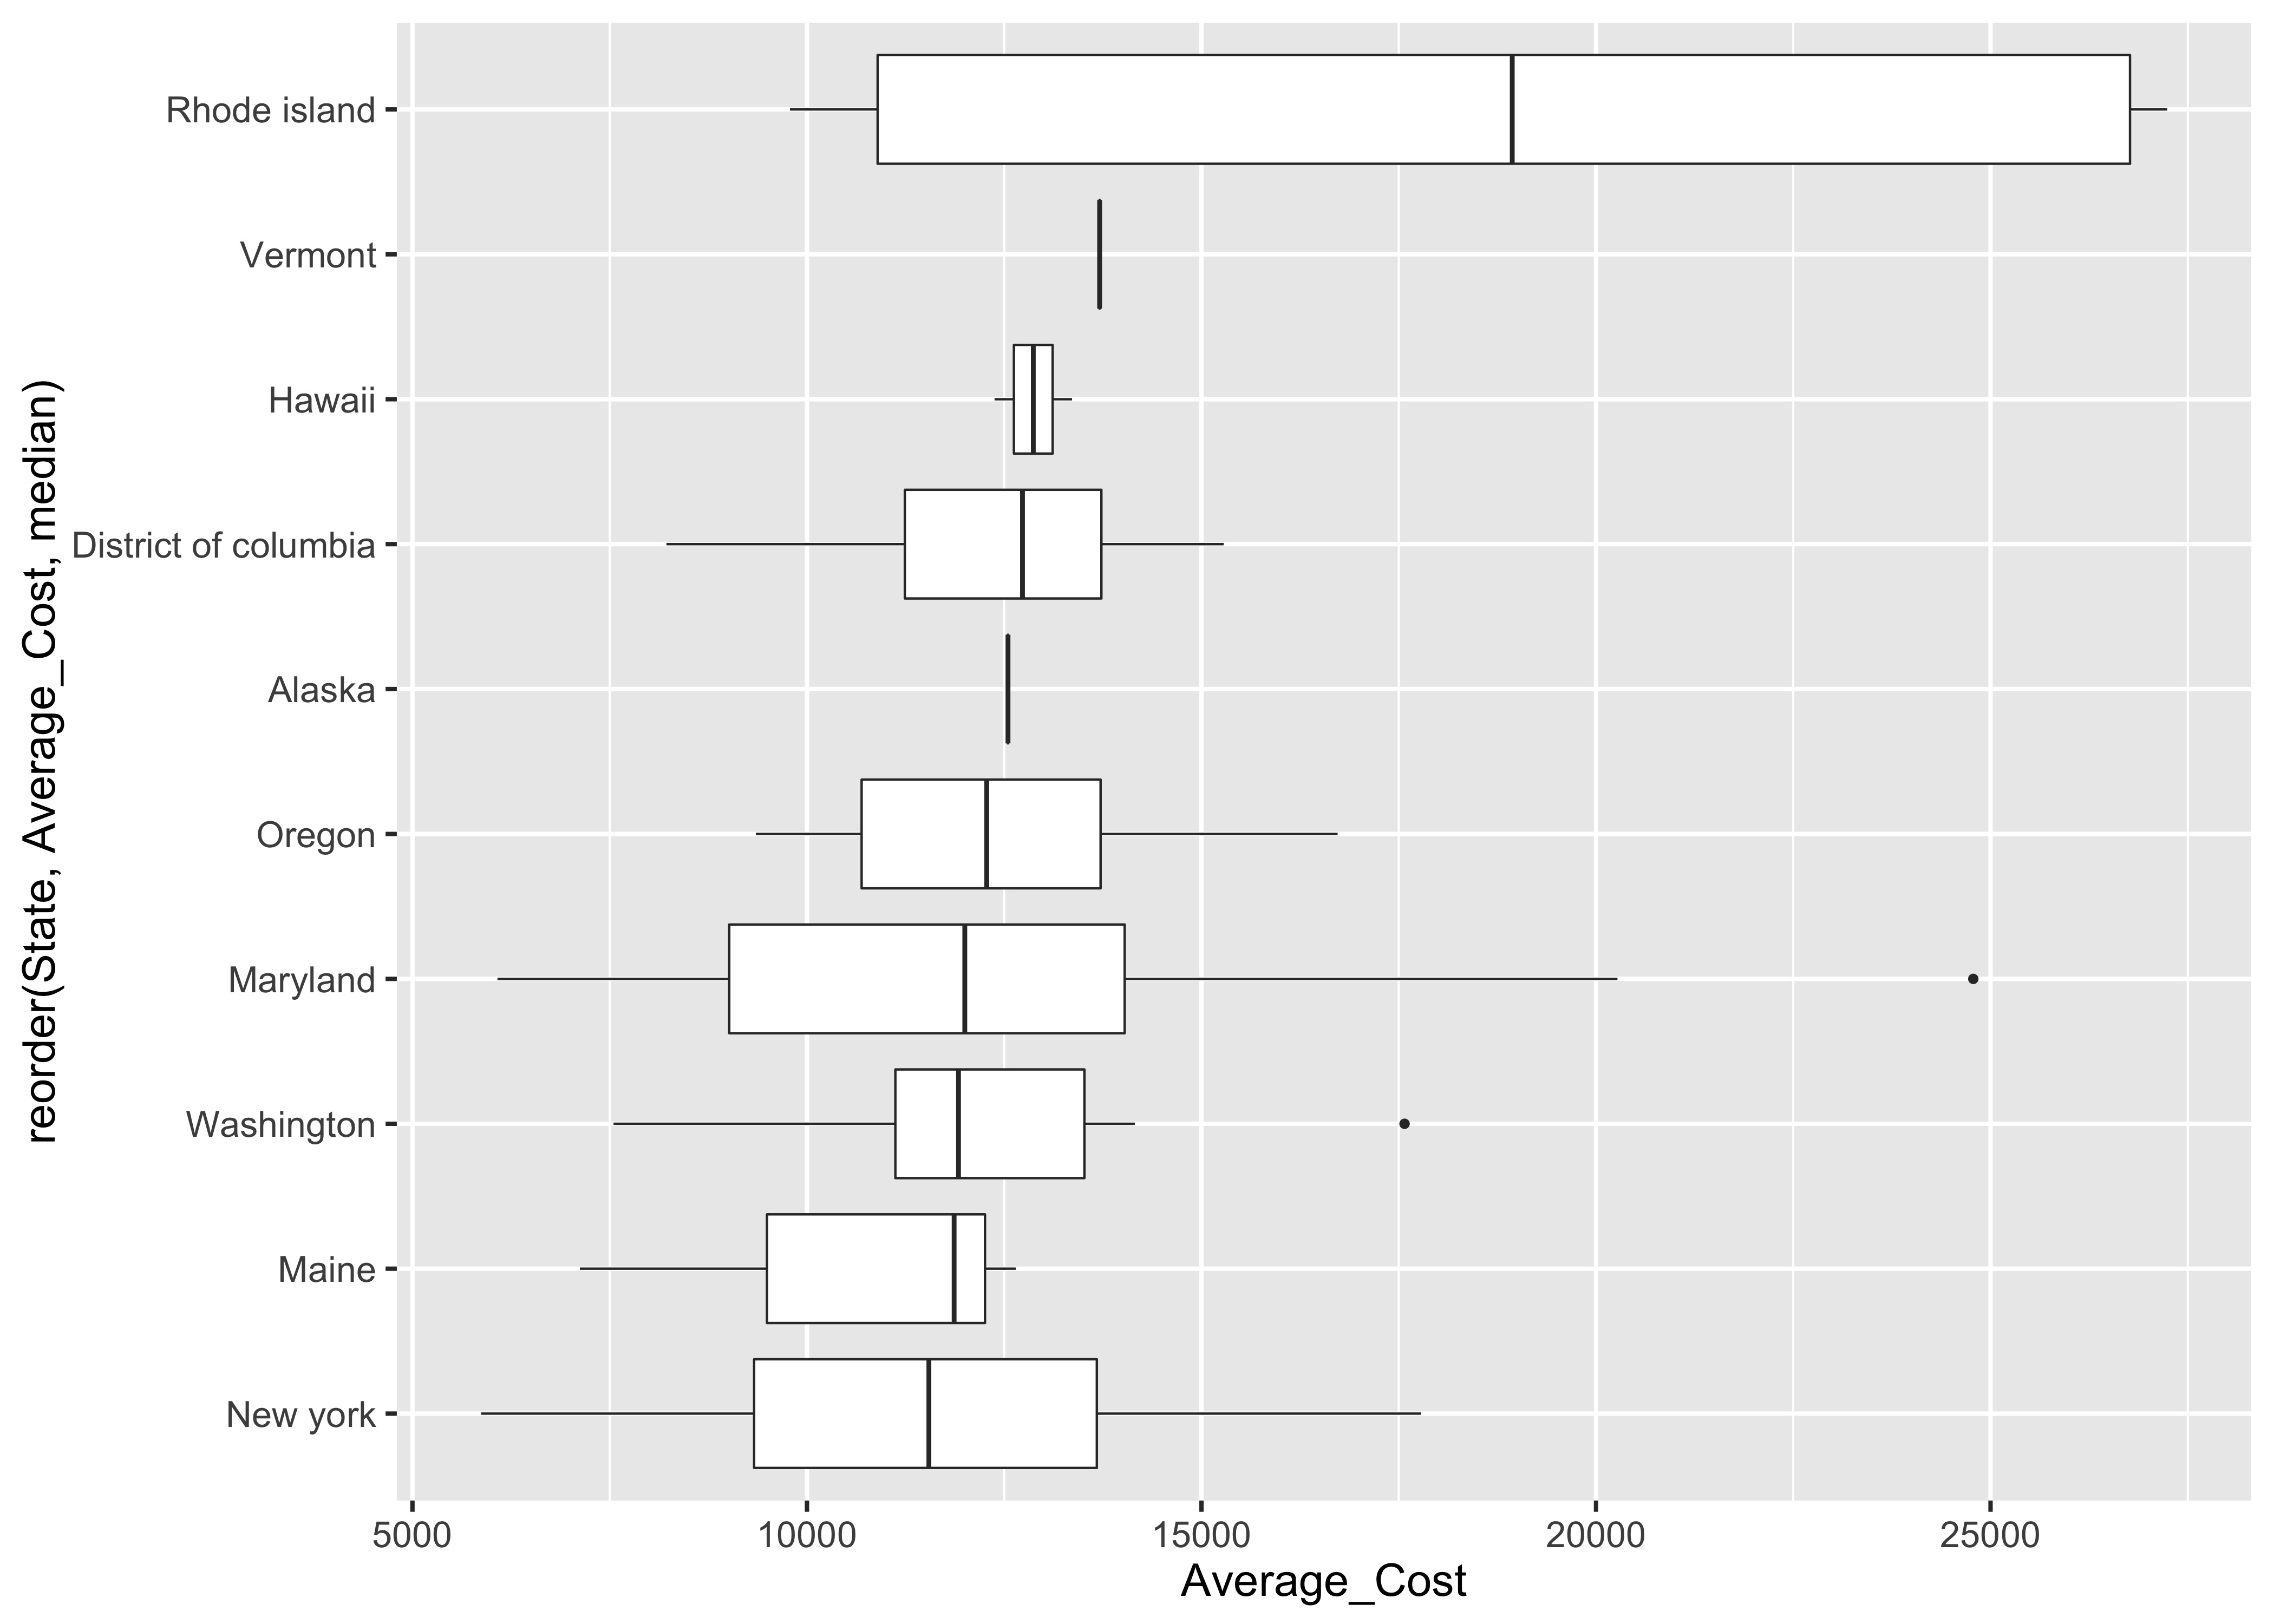 reorder(State, Average_Cost, median)
Rhode island
Vermont
Hawaii
District of columbia
Alaska
Oregon
Maryland
Washington
Maine
New york
5000 10000 15000 20000 25000
Average_Cost